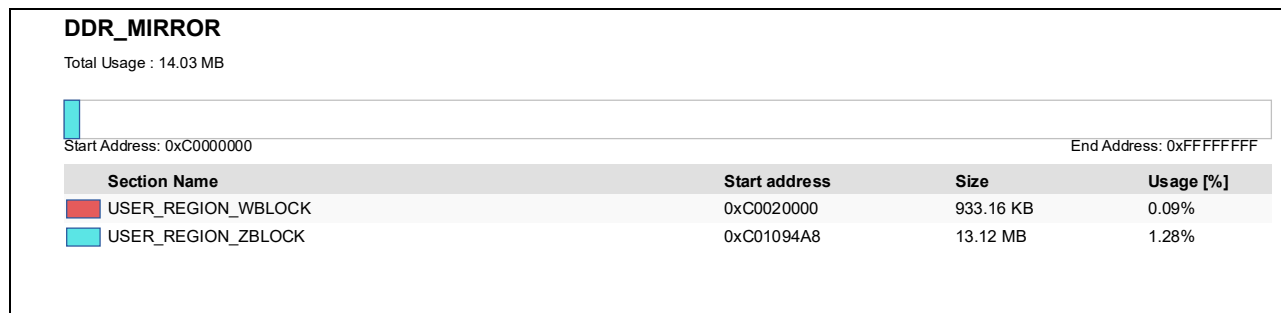 DDR_MIRROR
Total Usage : 14.03 MB
Start Address: 0xC0000000 End Address: 0xFFFFFFFF
Section Name Start address Size Usage [%]
USER_REGION_WBLOCK 0xC0020000 933.16 KB 0.09%
USER_REGION_ZBLOCK 0xC01094A8 13.12 MB 1.28%